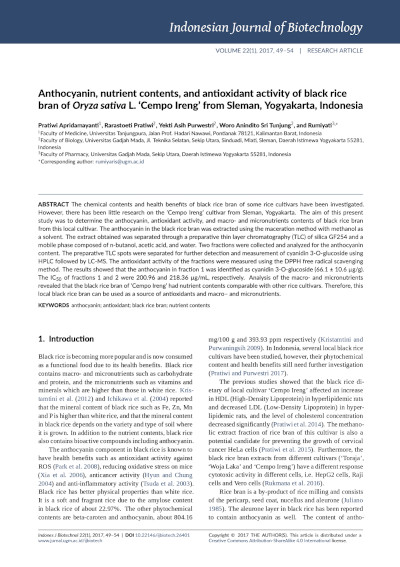 Indonesian Journal of Biotechnology
VOLUME 22(1), 2017, 49-54 | RESEARCH ARTICLE
Anthocyanin, nutrient contents, and antioxidant activity of black rice
bran of Oryza sativa L. 'Cempo Ireng' from Sleman, Yogyakarta, Indonesia
Pratiwi Apridamayanti1, Rarastoeti Pratiwi2, Yekti Asih Purwestri2, Woro Anindito Sri Tunjung2, and Rumiyati3,*
1Faculty of Medicine, Universitas Tanjungpura, Jalan Prof. Hadari Nawawi, Pontianak 78121, Kalimantan Barat, Indonesia
2Faculty of Biology, Universitas Gadjah Mada, Jl. Teknika Selatan, Sekip Utara, Sinduadi, Mlati, Sleman, Daerah Istimewa Yogyakarta 55281,
Indonesia
3Faculty of Pharmacy, Universitas Gadjah Mada, Sekip Utara, Daerah Istimewa Yogyakarta 55281, Yogyakarta, Indonesia
*Corresponding author: rumiyatis@ugm.ac.id
ABSTRACT The chemical contents and health benefits of black rice bran of some rice cultivars have been investigated.
However, there has been little research on the 'Cempo Ireng' cultivar from Sleman, Yogyakarta. The aim of this present
study was to determine the anthocyanin, antioxidant activity, and macro- and micronutrients contents of black rice bran
from this local cultivar. The anthocyanin in the black rice bran was extracted using the maceration method with methanol as
a solvent. The extract obtained was separated through a preparative thin layer chromatography (TLC) of silica GF254 and a
mobile phase composed of n-butanol, acetic acid, and water. Two fractions were collected and analyzed for the anthocyanin
content. The preparative TLC spots were separated for further detection and measurement of cyanidin 3-O-glucoside using
HPLC followed by LC-MS. The antioxidant activity of the fractions were measured using the DPPH free radical scavenging
method. The results showed that the anthocyanin in fraction 1 was identified as cyanidin 3-O-glucoside (66.1 ± 10.6 µg/g).
The IC50 of fractions 1 and 2 were 200.96 and 218.36 µg/mL, respectively. Analysis of the macro- and micronutrients
revealed that the black rice bran of 'Cempo Ireng' had nutrient contents comparable with other rice cultivars. Therefore, this
local black rice bran can be used as a source of antioxidants and macro- and micronutrients.
KEYWORDS anthocyanin; antioxidant; black rice bran; nutrient contents
1. Introduction
Black rice is becoming more popular and is now consumed
as a functional food due to its health benefits. Black rice
contains macro- and micronutrients such as carbohydrate
and protein, and the micronutrients such as vitamins and
minerals which are higher than those in white rice. Kris-
tantini et al. (2012) and Ichikawa et al. (2004) reported
that the mineral content of black rice such as Fe, Zn, Mn
and P is higher than white rice, and that the mineral content
in black rice depends on the variety and type of soil where
it is grown. In addition to the nutrient contents, black rice
also contains bioactive compounds including anthocyanin.
The anthocyanin component in black rice is known to
have health benefits such as antioxidant activity against
ROS (Park et al. 2008), reducing oxidative stress on mice
(Xia et al. 2006), anticancer activity (Hyun and Chung
2004) and anti-inflammatory activity (Tsuda et al. 2003).
Black rice has better physical properties than white rice.
It is a soft and fragrant rice due to the amylose content
in black rice of about 22.97%. The other phytochemical
contents are beta-caroten and anthocyanin, about 804.16
mg/100 g and 393.93 ppm respectively (Kristantini and
Purwaningsih 2009). In Indonesia, several local black rice
cultivars have been studied, however, their phytochemical
content and health benefits still need further investigation
(Pratiwi and Purwestri 2017).
The previous studies showed that the black rice di-
etary of local cultivar 'Cempo Ireng' affected an increase
in HDL (High-Density Lipoprotein) in hyperlipidemic rats
and decreased LDL (Low-Density Lipoprotein) in hyper-
lipidemic rats, and the level of cholesterol concentration
decreased significantly (Pratiwi et al. 2014). The methano-
lic extract fraction of rice bran of this cultivar is also a
potential candidate for preventing the growth of cervical
cancer HeLa cells (Pratiwi et al. 2015). Furthermore, the
black rice bran extracts from different cultivars ('Toraja',
'Woja Laka' and 'Cempo Ireng') have a different response
cytotoxic activity in different cells, i.e. HepG2 cells, Raji
cells and Vero cells (Rukmana et al. 2016).
Rice bran is a by-product of rice milling and consists
of the pericarp, seed coat, nucellus and aleurone (Juliano
1985). The aleurone layer in black rice has been reported
to contain anthocyanin as well. The content of antho-
Indones J Biotechnol 22(1), 2017, 49-54 | DOI 10.22146/ijbiotech.26401
www.jurnal.ugm.ac.id/ijbiotech
Copyright © 2017 THE AUTHOR(S). This article is distributed under a
Creative Commons Attribution-ShareAlike 4.0 International license.